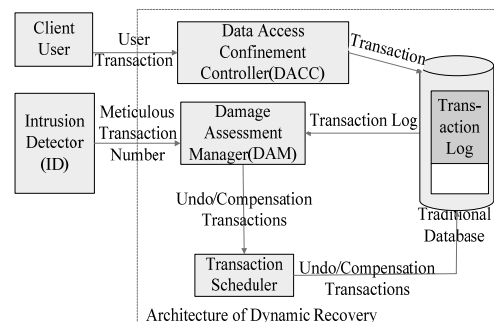 Client
User
User
Transaction
Data Access
Confinement
Controller(DACC)
Transaction
Intrusion
Detector
(ID)
Meticulous
Transaction
Number
Damage
Assessment
Manager(DAM)
Transaction Log
Trans-
action
Log
Undo/Compensation
Transactions
Traditional
Database
Transaction
Scheduler
Undo/Compensation
Transactions
Architecture of Dynamic Recovery